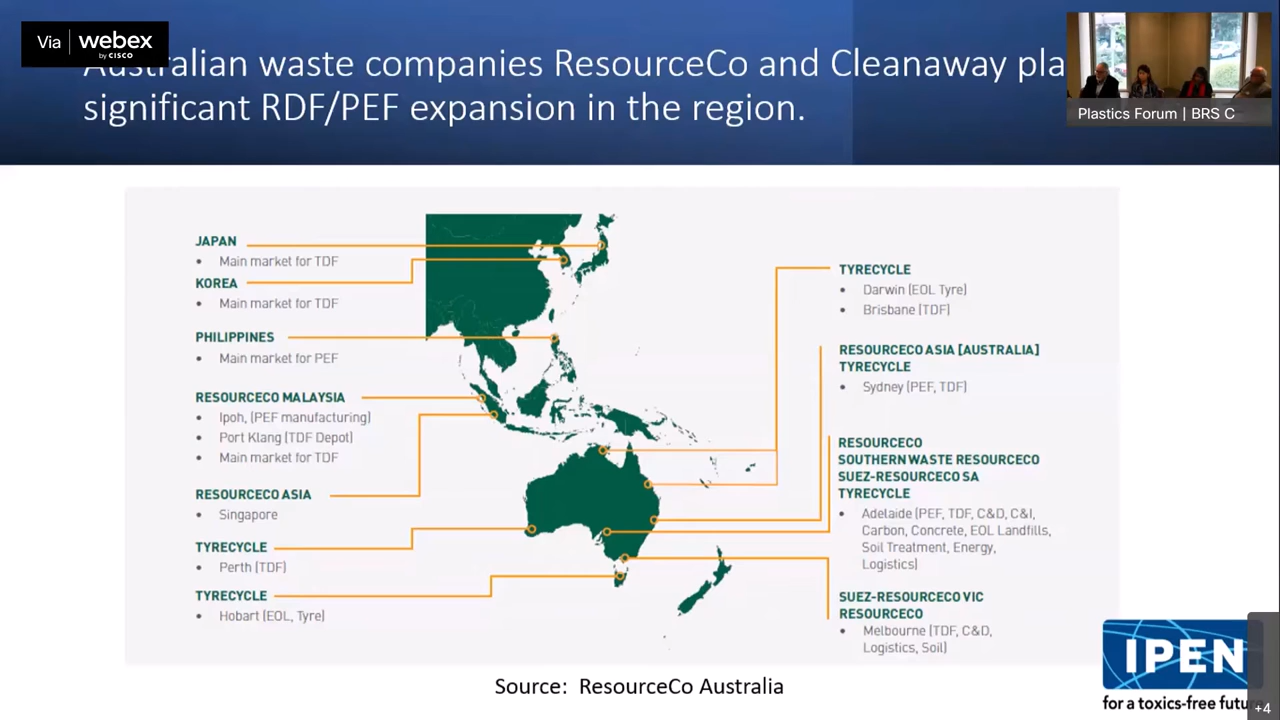 Via webex
by CISCO
Australian waste companies ResourceCo and Cleanaway pla
significant RDF/PEF expansion in the region.
Plastics Forum | BRS C
JAPAN
• Main market for TDF
KOREA
• Main market for TDF
PHILIPPINES
• Main market for PEF
RESOURCECO MALAYSIA
• Ipoh, (PEF manufacturing)
• Port Klang (TDF Depot)
• Main market for TDF
RESOURCECO ASIA
• Singapore
TYRECYCLE
• Perth (TDF)
TYRECYCLE
• Hobart (EOL, Tyre)
TYRECYCLE
• Darwin (EOL Tyre)
• Brisbane (TDF)
RESOURCECO ASIA [AUSTRALIA]
TYRECYCLE
• Sydney (PEF, TDF)
RESOURCECO
SOUTHERN WASTE RESOURCECO
SUEZ-RESOURCECO SA
TYRECYCLE
• Adelaide (PEF, TDF, C&D, C&I,
Carbon, Concrete, EOL Landfills,
Soil Treatment, Energy,
Logistics)
SUEZ-RESOURCECO VIC
RESOURCECO
• Melbourne (TDF, C&D,
Logistics, Soil)
Source: ResourceCo Australia
IPEN
for a toxics-free futu
+4